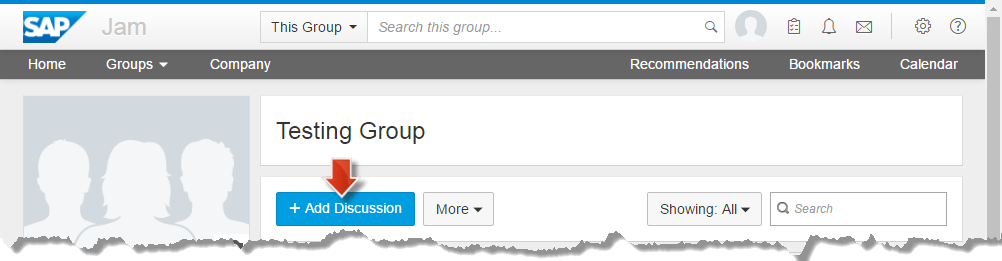 SAP Jam This Group Search this group...
Home Groups Company Recommendations Bookmarks Calendar
Testing Group
+ Add Discussion More Showing: All Search